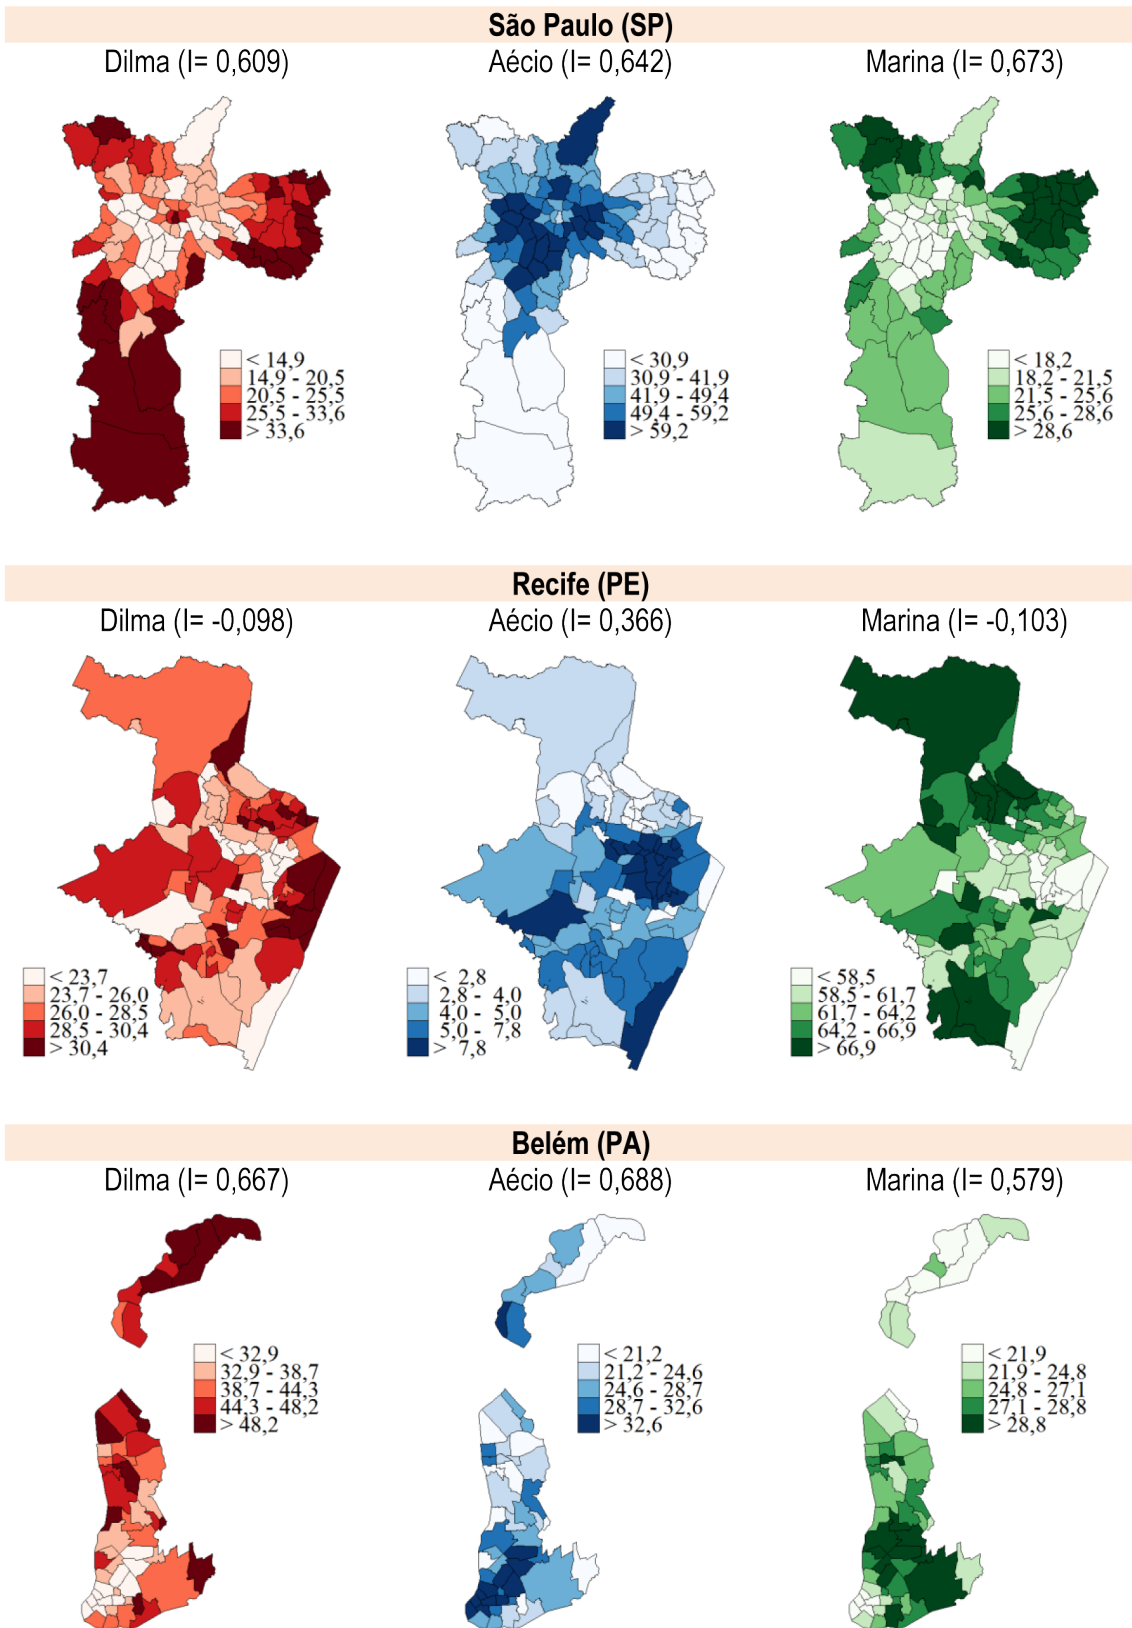 São Paulo (SP)
Dilma (I= 0,609)
Aécio (I= 0,642)
Marina (I= 0,673)
< 14,9
14,9 - 20,5
20,5 - 25,5
25,5 - 33,6
> 33,6
< 30,9
30,9 - 41,9
41,9 - 49,4
49,4 - 59,2
> 59,2
< 18,2
18,2 - 21,5
21,5 - 25,6
25,6 - 28,6
> 28,6
Recife (PE)
Dilma (I= -0,098)
Aécio (I= 0,366)
Marina (I= -0,103)
< 23,7
23,7 - 26,0
26,0 - 28,5
28,5 - 30,4
> 30,4
< 2,8
2,8 - 4,0
4,0 - 5,0
5,0 - 7,8
> 7,8
< 58,5
58,5 - 61,7
61,7 - 64,2
64,2 - 66,9
> 66,9
Belém (PA)
Dilma (I= 0,667)
Aécio (I= 0,688)
Marina (I= 0,579)
< 32,9
32,9 - 38,7
38,7 - 44,3
44,3 - 48,2
> 48,2
< 21,2
21,2 - 24,6
24,6 - 28,7
28,7 - 32,6
> 32,6
< 21,9
21,9 - 24,8
24,8 - 27,1
27,1 - 28,8
> 28,8